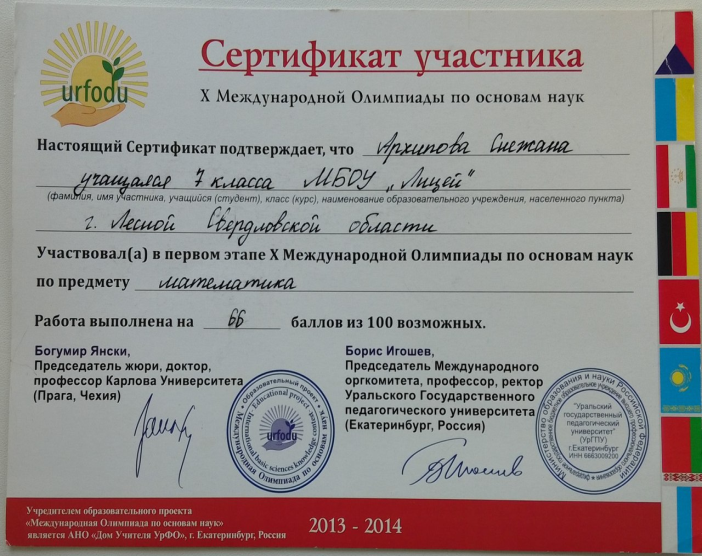 urfodu
Сертификат участника
X Международной Олимпиады по основам наук
Настоящий Сертификат подтверждает, что Архипова Снежана
учащаяся 7 класса МБОУ „Лицей"
(фамилия, имя участника, учащийся (студент), класс (курс), наименование образовательного учреждения, населенного пункта)
г. Лесной Свердловской области
Участвовал(а) в первом этапе X Международной Олимпиады по основам наук
по предмету математика
Работа выполнена на 66 баллов из 100 возможных.
Богумир Янски,
Председатель жюри, доктор,
профессор Карлова Университета
(Прага, Чехия)
Борис Игошев,
Председатель Международного
оргкомитета, профессор, ректор
Уральского Государственного
педагогического университета
(Екатеринбург, Россия)
Образовательный проект
Международная Олимпиада по основам наук
Educational project
International basic sciences knowledge contest
urfodu
Министерство образования и науки Российской Федерации
"Уральский
государственный
педагогический
университет"
(УрГПУ)
г.Екатеринбург
ИНН 6663009200
Учредителем образовательного проекта
«Международная Олимпиада по основам наук»
является АНО «Дом Учителя УрФО», г. Екатеринбург, Россия
2013 - 2014